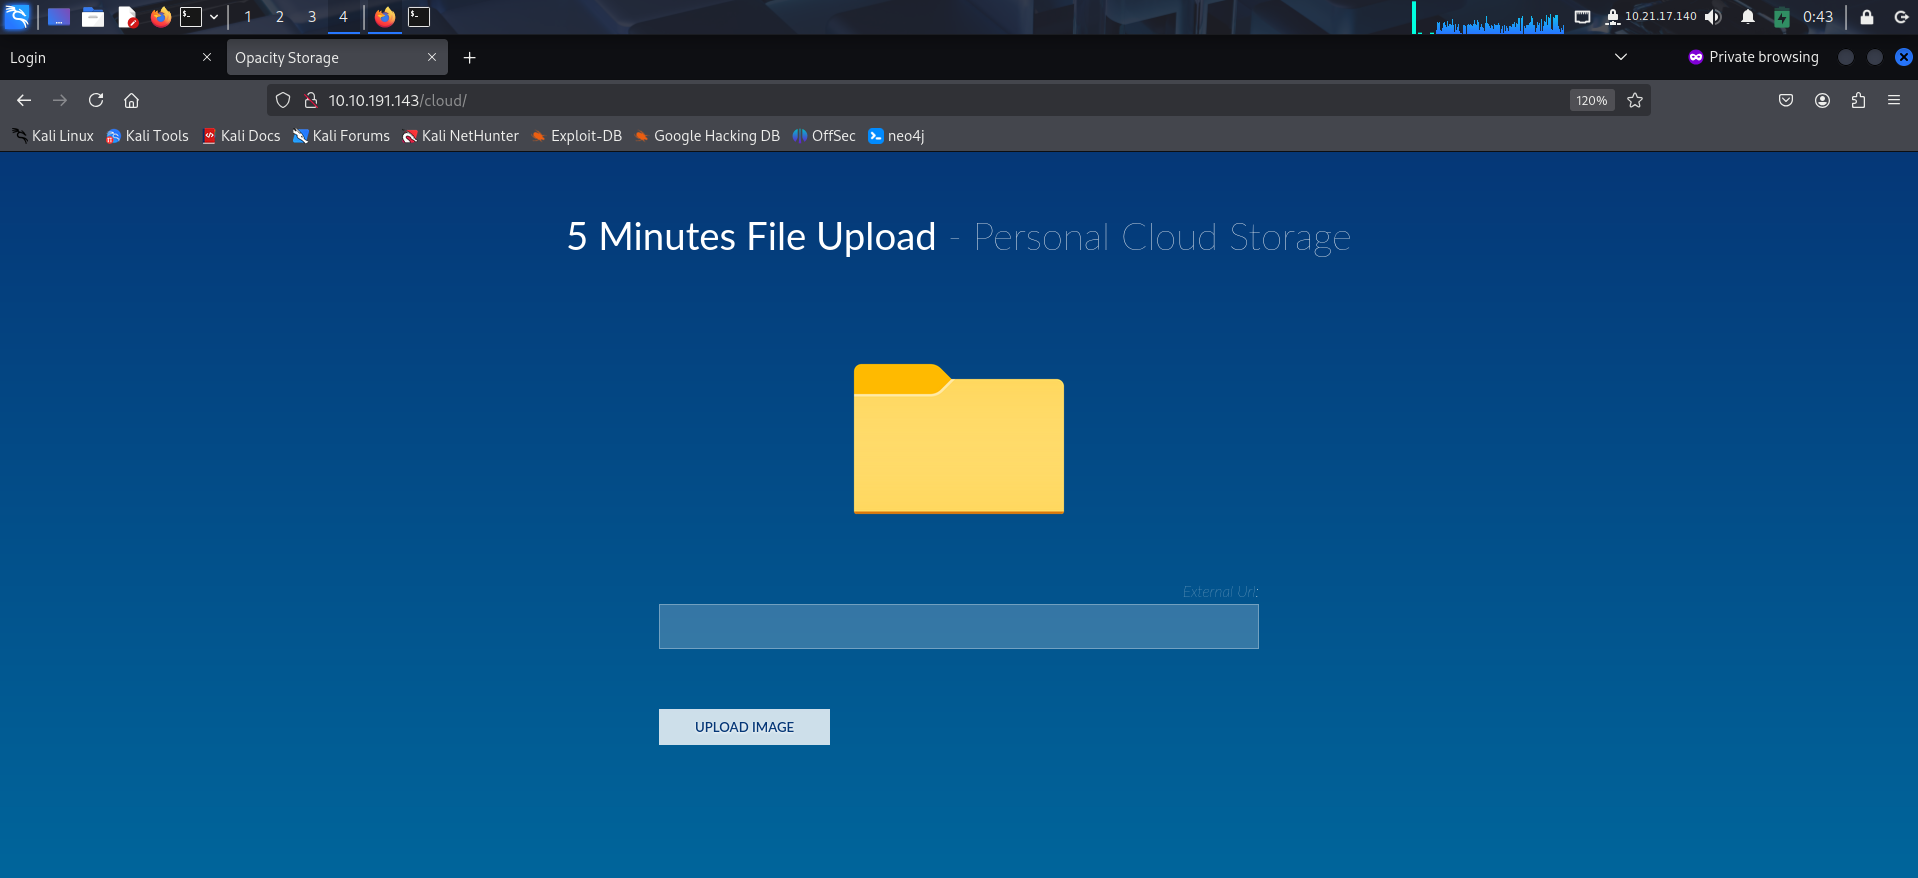 1 2 3 4 10.21.17.140 0:43
Login Opacity Storage Private browsing
10.10.191.143/cloud/ 120%
Kali Linux Kali Tools Kali Docs Kali Forums Kali NetHunter Exploit-DB Google Hacking DB OffSec neo4j
5 Minutes File Upload - Personal Cloud Storage
External Url:
UPLOAD IMAGE